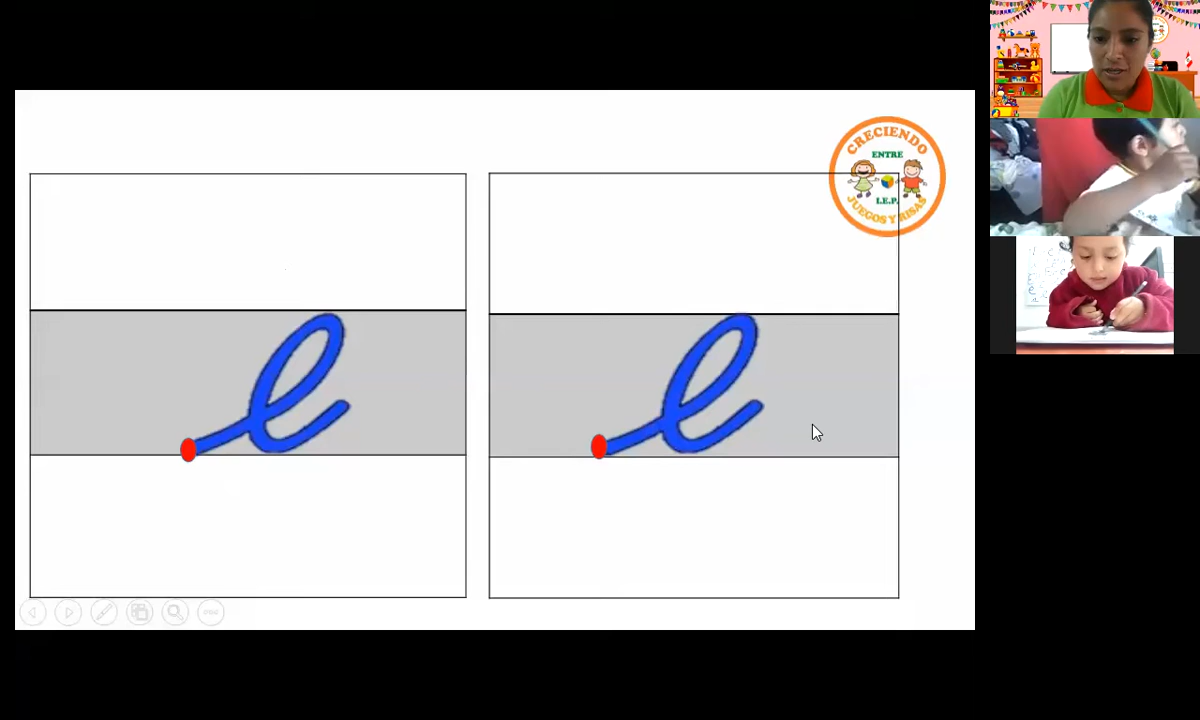 CRECIENDO
ENTRE
I.E.P.
JUEGOS Y RISAS
e e